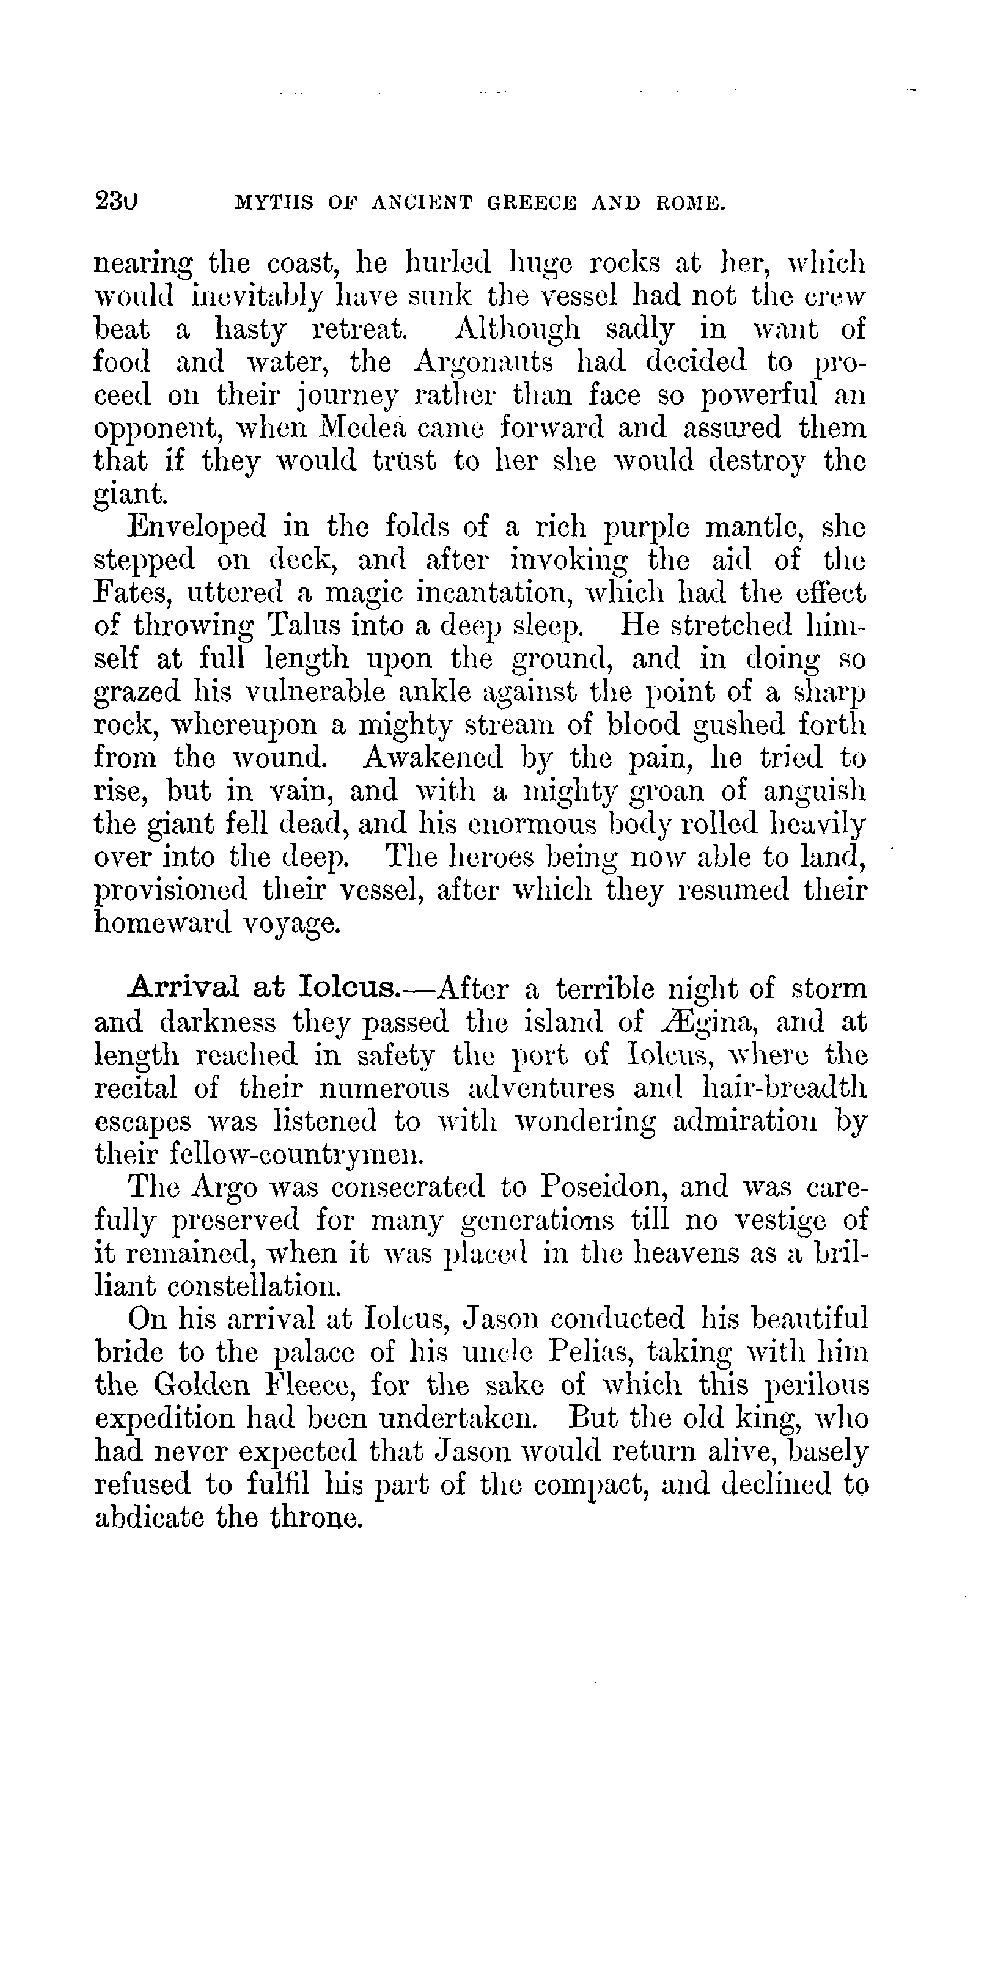 230 MYTHS OF ANCIENT GREECE AND ROME.
nearing the coast, he hurled huge rocks at her, which
would inevitably have sunk the vessel had not the crew
beat a hasty retreat. Although sadly in want of
food and water, the Argonauts had decided to pro-
ceed on their journey rather than face so powerful an
opponent, when Medea came forward and assured them
that if they would trust to her she would destroy the
giant.
Enveloped in the folds of a rich purple mantle, she
stepped on deck, and after invoking the aid of the
Fates, uttered a magic incantation, which had the effect
of throwing Talus into a deep sleep. He stretched him-
self at full length upon the ground, and in doing so
grazed his vulnerable ankle against the point of a sharp
rock, whereupon a mighty stream of blood gushed forth
from the wound. Awakened by the pain, he tried to
rise, but in vain, and with a mighty groan of anguish
the giant fell dead, and his enormous body rolled heavily
over into the deep. The heroes being now able to land,
provisioned their vessel, after which they resumed their
homeward voyage.
Arrival at Iolcus.—After a terrible night of storm
and darkness they passed the island of Ægina, and at
length reached in safety the port of Iolcus, where the
recital of their numerous adventures and hair-breadth
escapes was listened to with wondering admiration by
their fellow-countrymen.
The Argo was consecrated to Poseidon, and was care-
fully preserved for many generations till no vestige of
it remained, when it was placed in the heavens as a bril-
liant constellation.
On his arrival at Iolcus, Jason conducted his beautiful
bride to the palace of his uncle Pelias, taking with him
the Golden Fleece, for the sake of which this perilous
expedition had been undertaken. But the old king, who
had never expected that Jason would return alive, basely
refused to fulfil his part of the compact, and declined to
abdicate the throne.